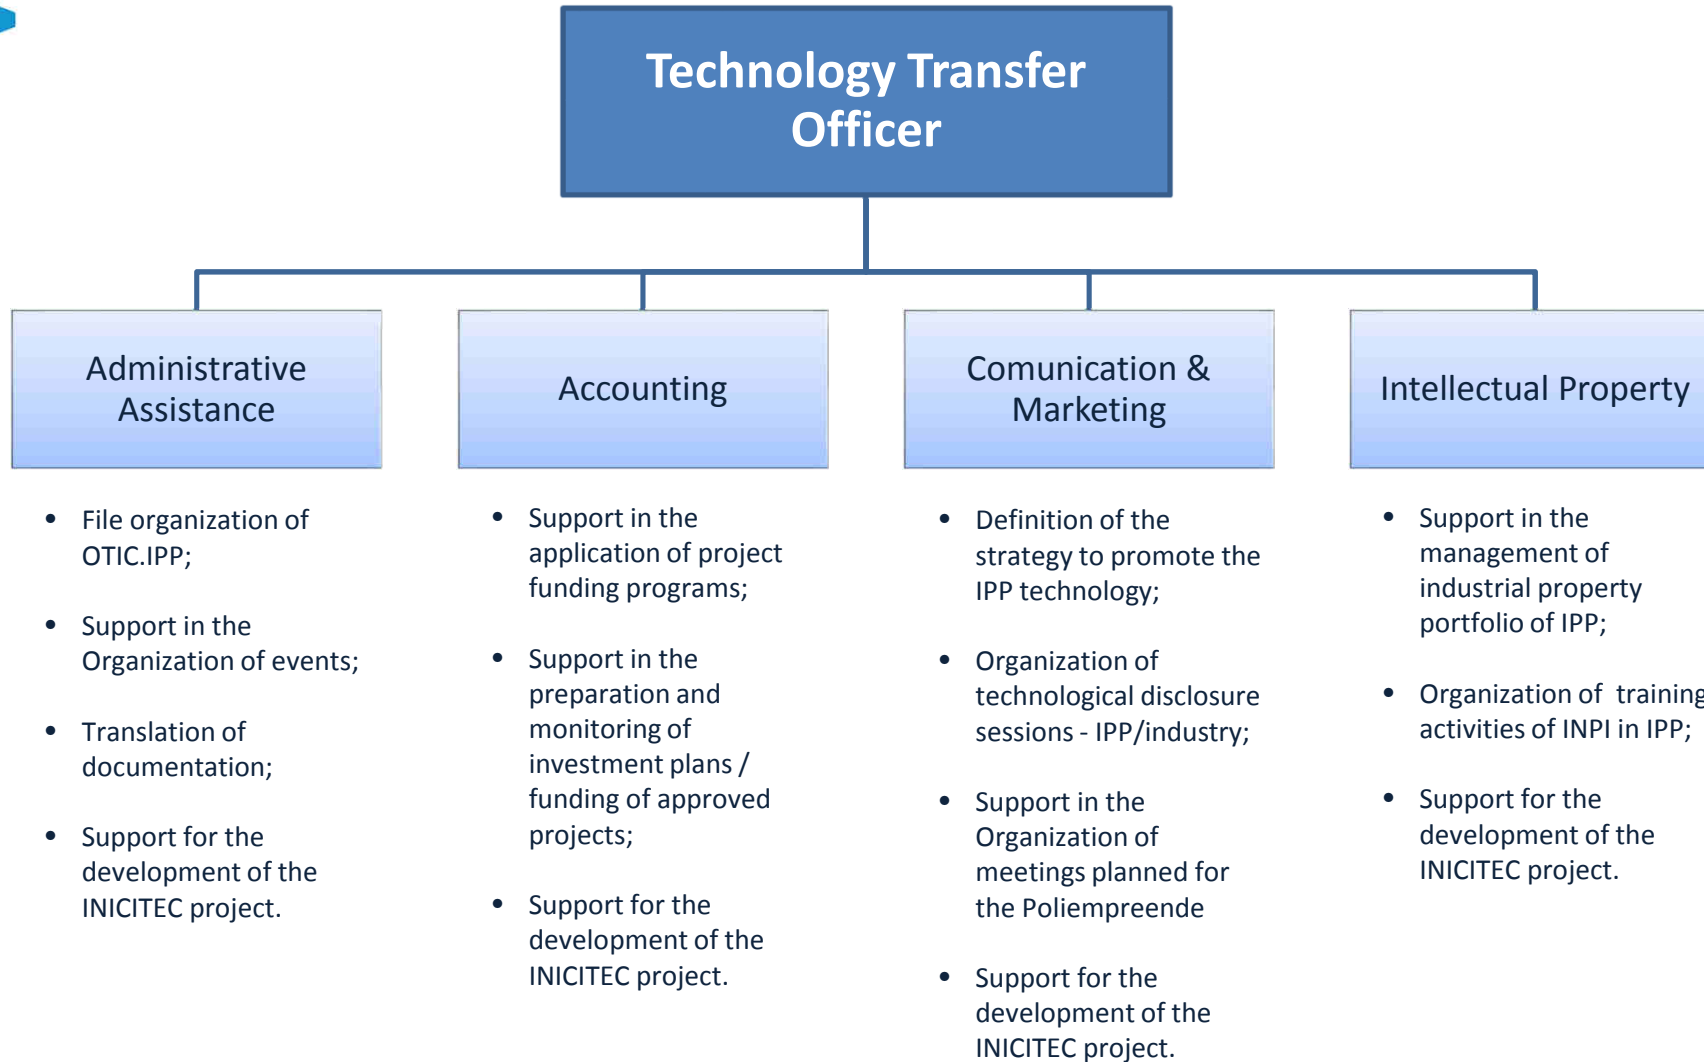 Technology Transfer
Officer
Administrative
Assistance
Accounting
Comunication &
Marketing
Intellectual Property
• File organization of
OTIC.IPP;
• Support in the
Organization of events;
• Translation of
documentation;
• Support for the
development of the
INICITEC project.
• Support in the
application of project
funding programs;
• Support in the
preparation and
monitoring of
investment plans /
funding of approved
projects;
• Support for the
development of the
INICITEC project.
• Definition of the
strategy to promote the
IPP technology;
• Organization of
technological disclosure
sessions - IPP/industry;
• Support in the
Organization of
meetings planned for
the Poliempreende
• Support for the
development of the
INICITEC project.
• Support in the
management of
industrial property
portfolio of IPP;
• Organization of  training
activities of INPI in IPP;
• Support for the
development of the
INICITEC project.